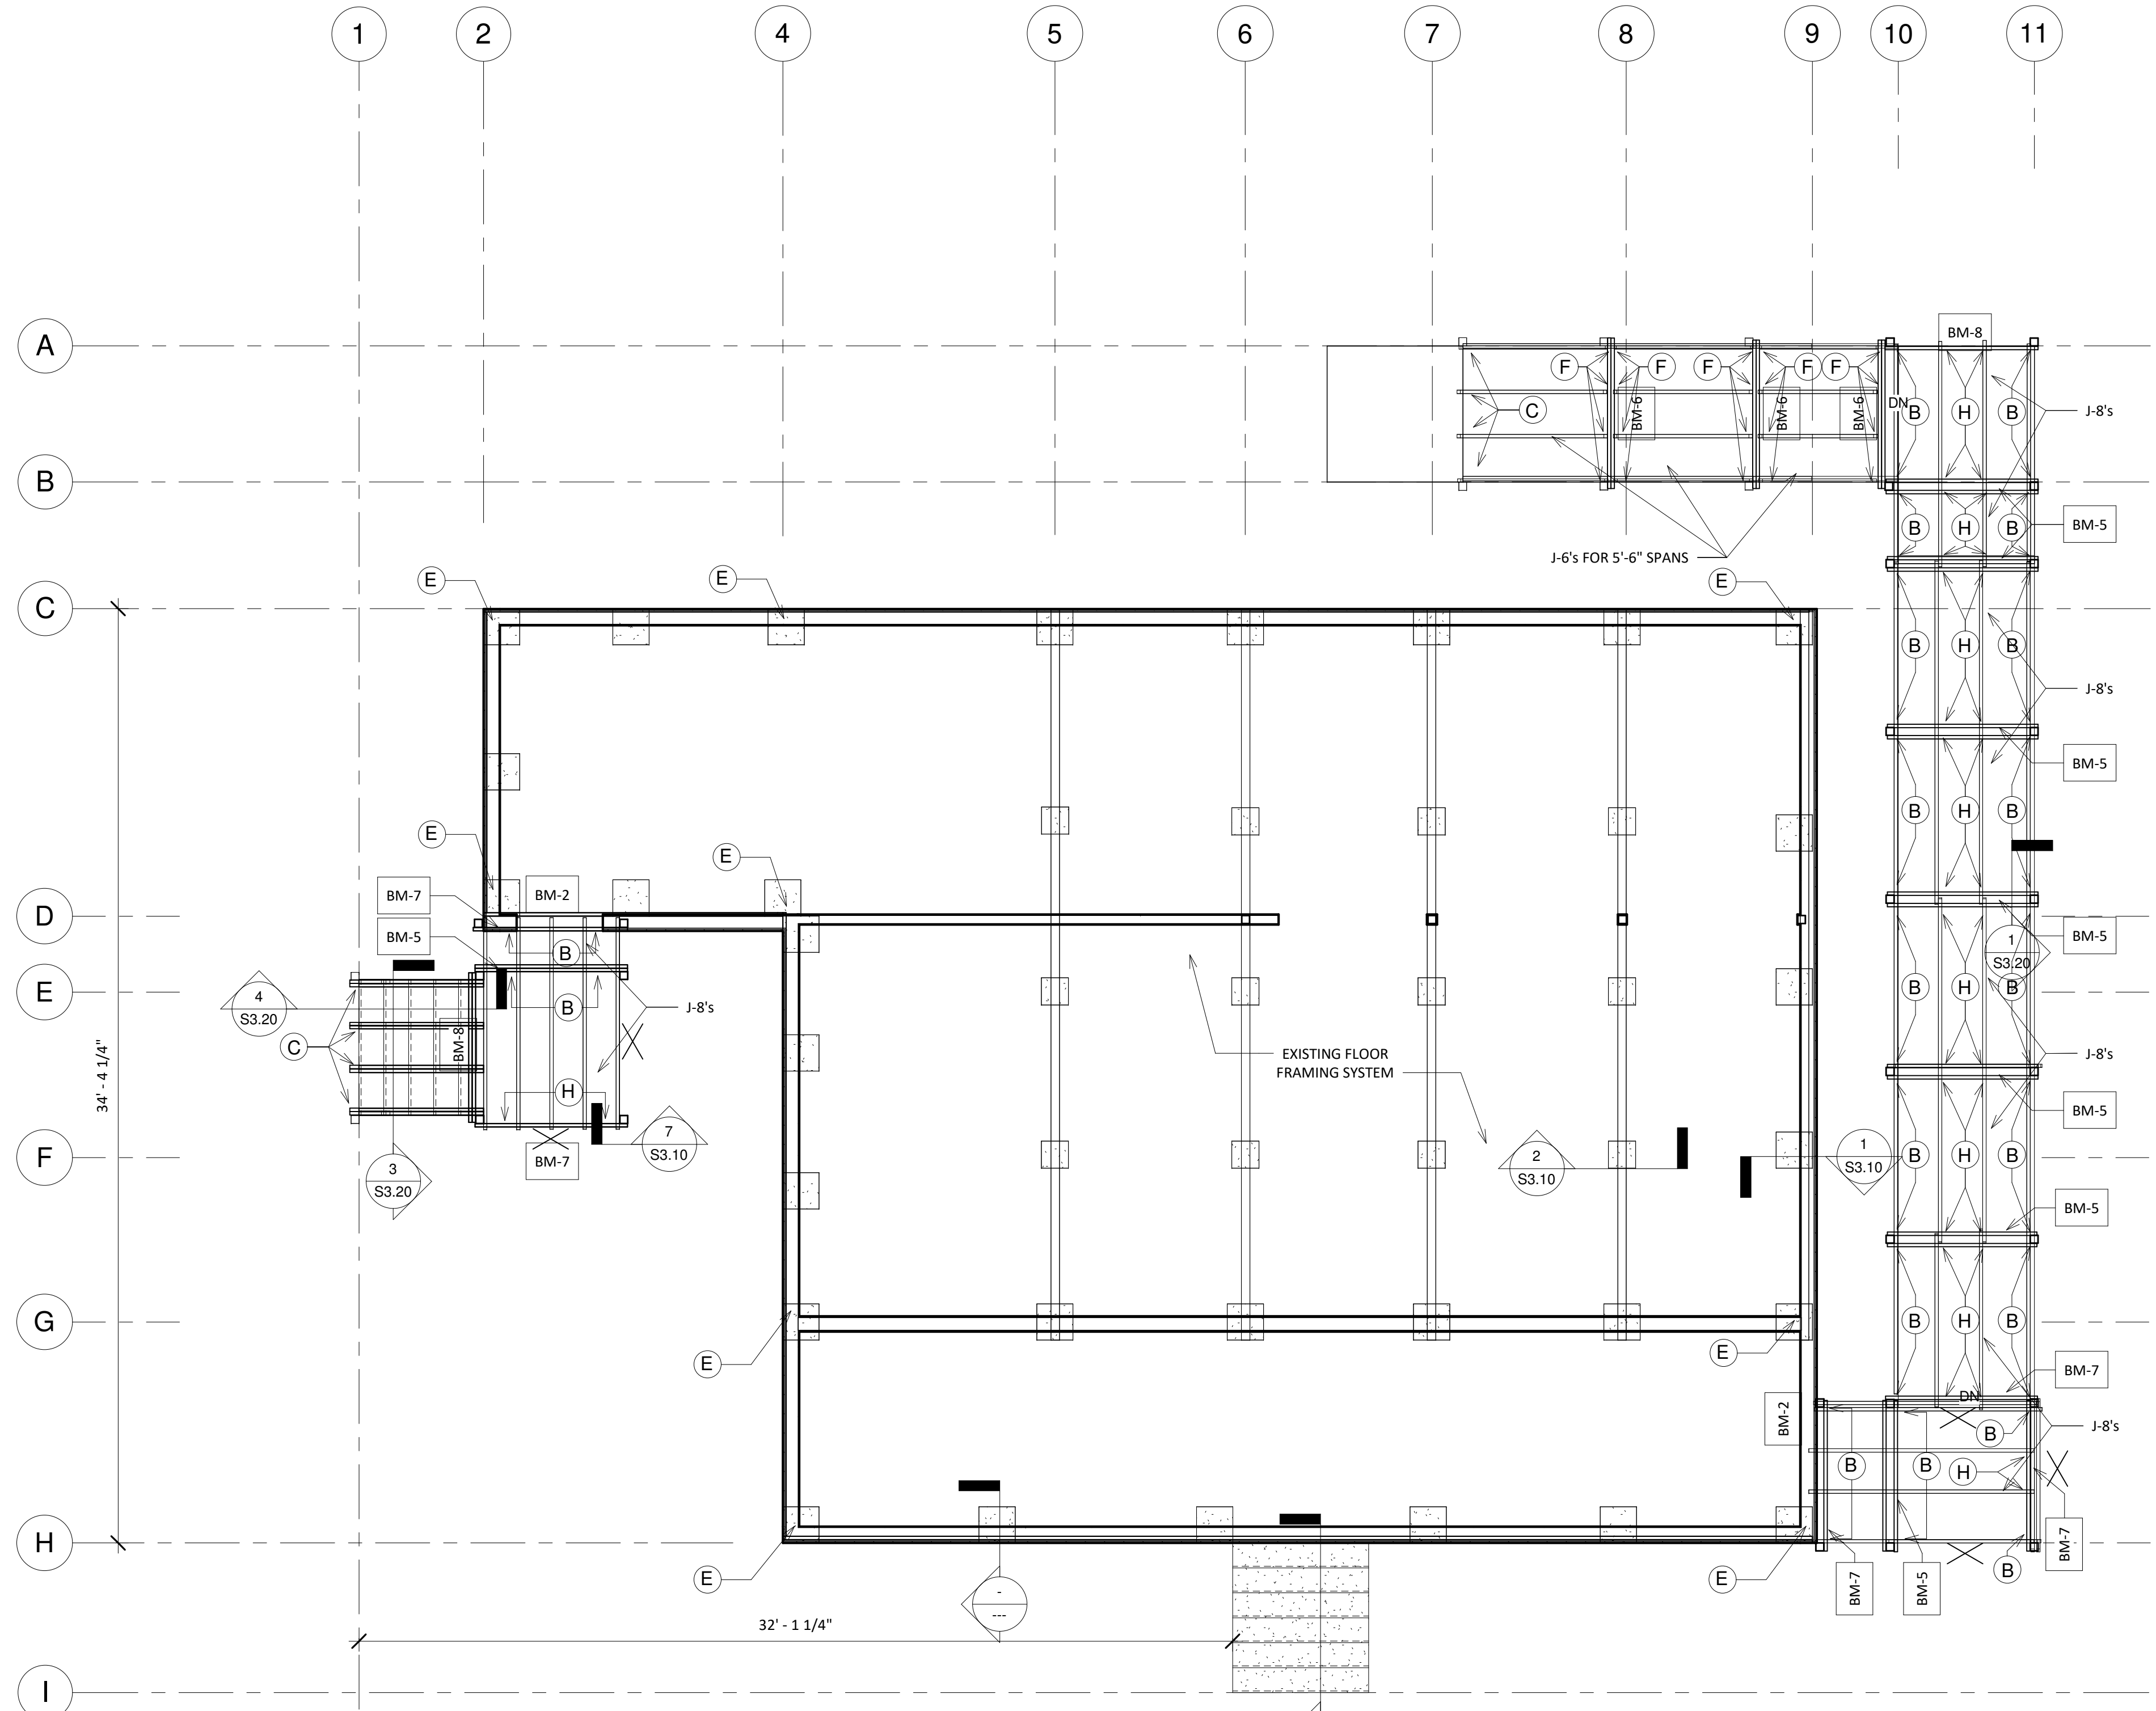 1
2
4
5
6
7
8
9
10
11
A
BM-8
F
F
F
F
F
C
BM-6
BM-6
BM-6
DN
B
H
B
J-8's
B
B
H
B
BM-5
J-6's FOR 5'-6" SPANS
E
E
E
C
B
H
B
J-8's
BM-5
B
H
B
E
E
BM-7
BM-2
D
BM-5
B
BM-5
1
S3.20
E
4
S3.20
B
J-8's
B
H
B
C
BM-8
34' - 4 1/4"
EXISTING FLOOR
FRAMING SYSTEM
J-8's
H
BM-5
7
S3.10
2
S3.10
1
S3.10
B
H
B
F
BM-7
3
S3.20
BM-5
G
B
H
B
E
E
BM-7
DN
BM-2
B
J-8's
B
B
H
H
BM-7
E
E
B
BM-7
BM-5
-
---
32' - 1 1/4"
I